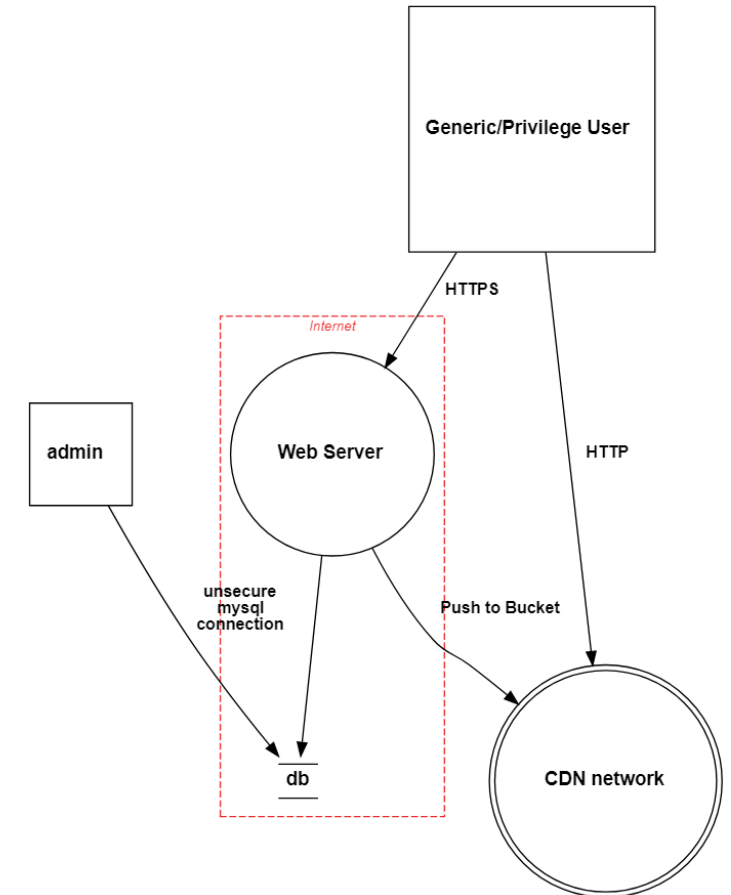 Generic/Privilege User
HTTPS
Internet
admin
Web Server
HTTP
unsecure
mysql
connection
Push to Bucket
db
CDN network